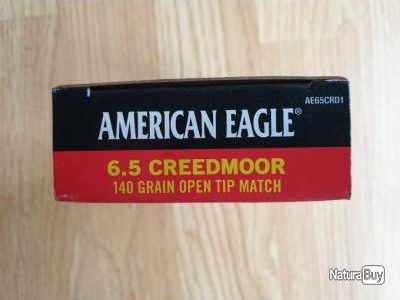 AE65CRD1
AMERICAN EAGLE®
6.5 CREEDMOOR
140 GRAIN OPEN TIP MATCH
NaturaBuy